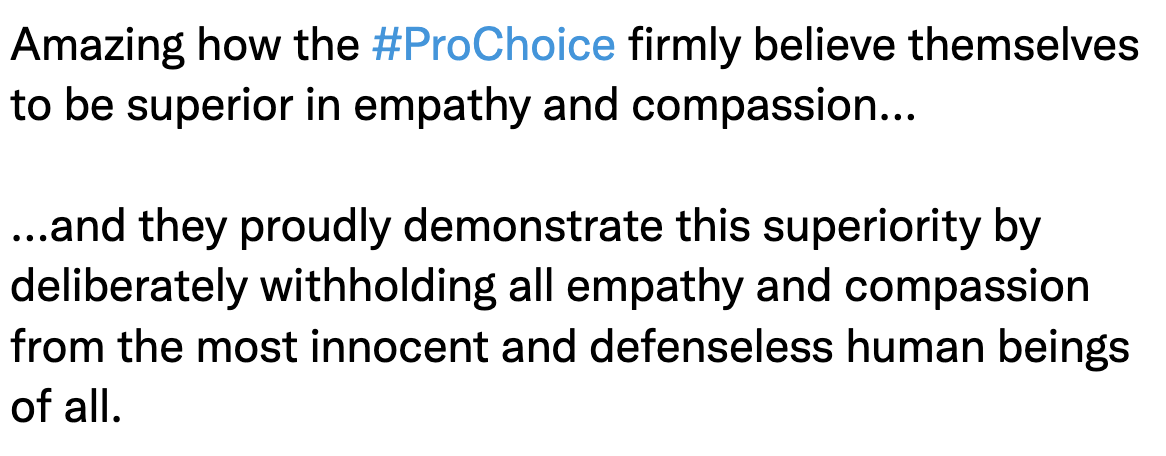 Amazing how the #ProChoice firmly believe themselves
to be superior in empathy and compassion...
...and they proudly demonstrate this superiority by
deliberately withholding all empathy and compassion
from the most innocent and defenseless human beings
of all.